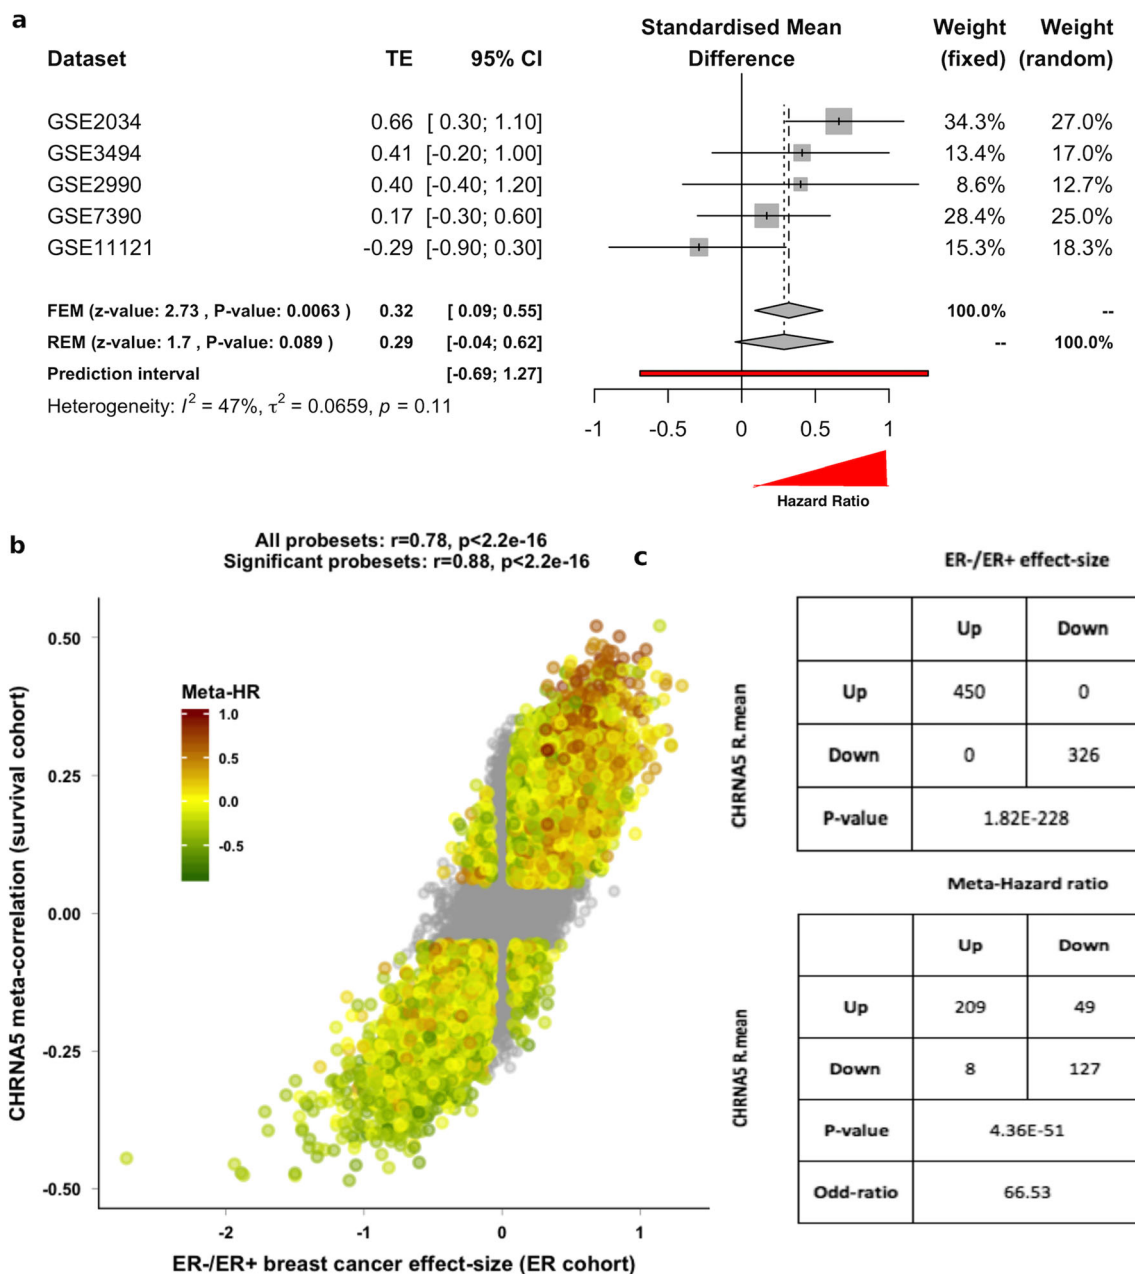 a
Standardised Mean Difference
Weight (fixed)
Weight (random)
Dataset TE 95% CI
GSE2034 0.66 [ 0.30; 1.10] 34.3% 27.0%
GSE3494 0.41 [-0.20; 1.00] 13.4% 17.0%
GSE2990 0.40 [-0.40; 1.20] 8.6% 12.7%
GSE7390 0.17 [-0.30; 0.60] 28.4% 25.0%
GSE11121 -0.29 [-0.90; 0.30] 15.3% 18.3%
FEM (z-value: 2.73 , P-value: 0.0063 ) 0.32 [ 0.09; 0.55] 100.0% --
REM (z-value: 1.7 , P-value: 0.089 ) 0.29 [-0.04; 0.62] -- 100.0%
Prediction interval [-0.69; 1.27]
Heterogeneity: I² = 47%, τ² = 0.0659, p = 0.11
-1 -0.5 0 0.5 1
Hazard Ratio
b
All probesets: r=0.78, p<2.2e-16
Significant probesets: r=0.88, p<2.2e-16
CHRNA5 meta-correlation (survival cohort)
0.50
0.25
0.00
-0.25
-0.50
Meta-HR
1.0
0.5
0.0
-0.5
-2 -1 0 1
ER-/ER+ breast cancer effect-size (ER cohort)
c
ER-/ER+ effect-size
CHRNA5 R.mean
Up Down
Up 450 0
Down 0 326
P-value 1.82E-228
Meta-Hazard ratio
CHRNA5 R.mean
Up Down
Up 209 49
Down 8 127
P-value 4.36E-51
Odd-ratio 66.53